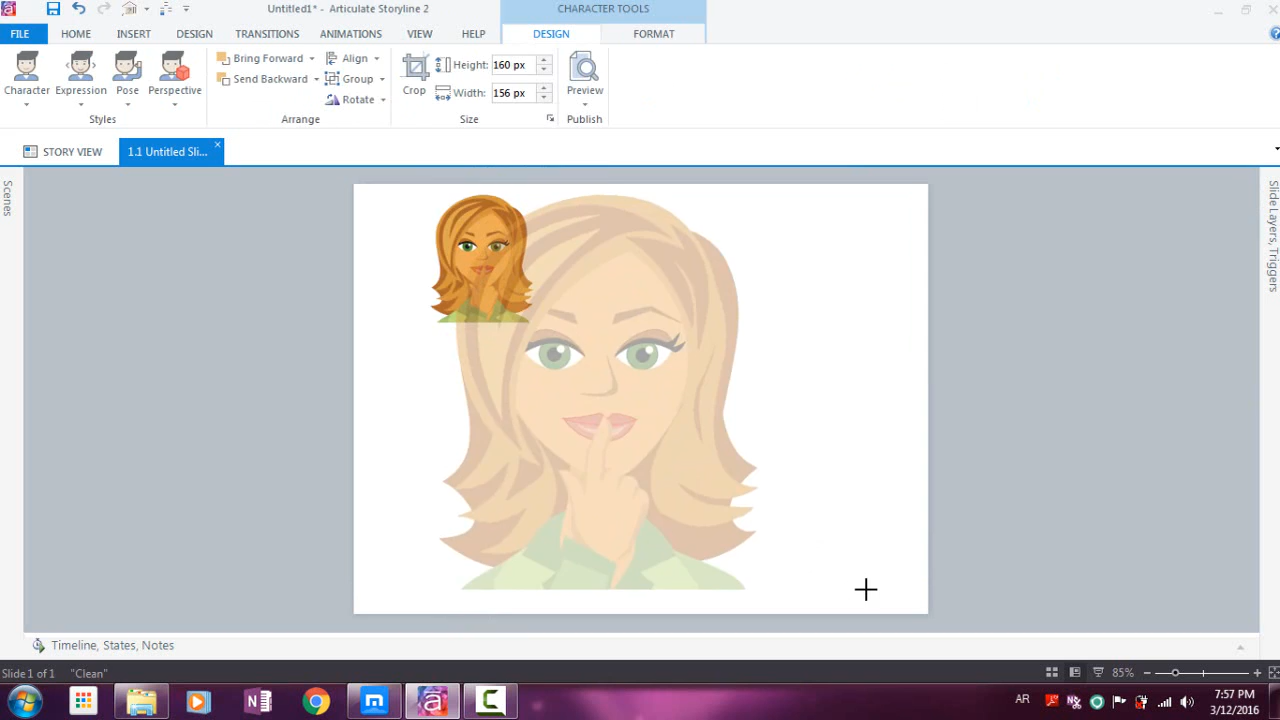 Untitled1* - Articulate Storyline 2
CHARACTER TOOLS
FILE HOME INSERT DESIGN TRANSITIONS ANIMATIONS VIEW HELP DESIGN FORMAT
Character Expression Pose Perspective
Styles
Bring Forward Align
Send Backward Group
Rotate
Arrange
Crop
Height: 160 px
Width: 156 px
Size
Preview
Publish
STORY VIEW 1.1 Untitled Sli...
Scenes
Slide Layers, Triggers
Timeline, States, Notes
Slide 1 of 1 "Clean" 85%
AR
7:57 PM
3/12/2016